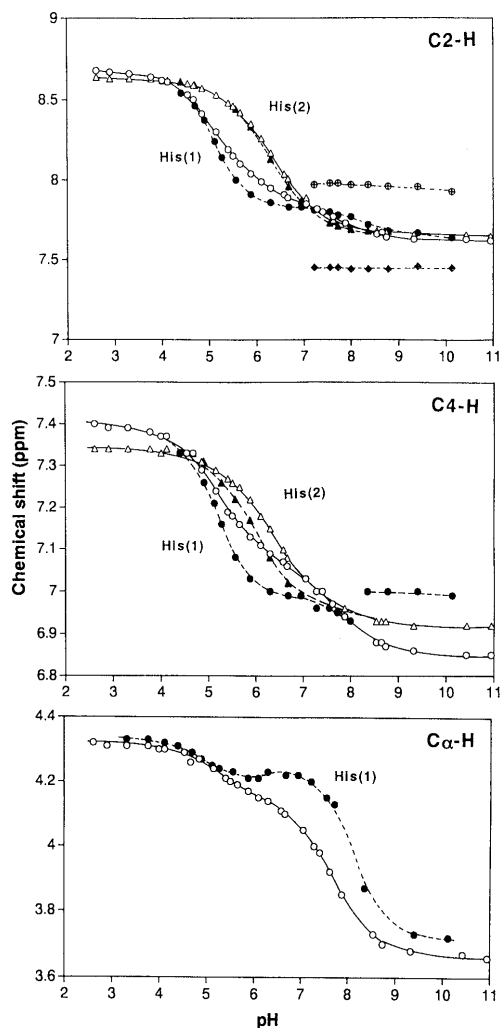 C2-H
9
8.5
8
7.5
7
His(2)
His(1)
2 3 4 5 6 7 8 9 10 11
C4-H
7.5
7.4
7.3
7.2
7.1
7
6.9
6.8
His(2)
His(1)
2 3 4 5 6 7 8 9 10 11
Chemical shift (ppm)
Cα-H
4.4
4.2
4
3.8
3.6
His(1)
2 3 4 5 6 7 8 9 10 11
pH